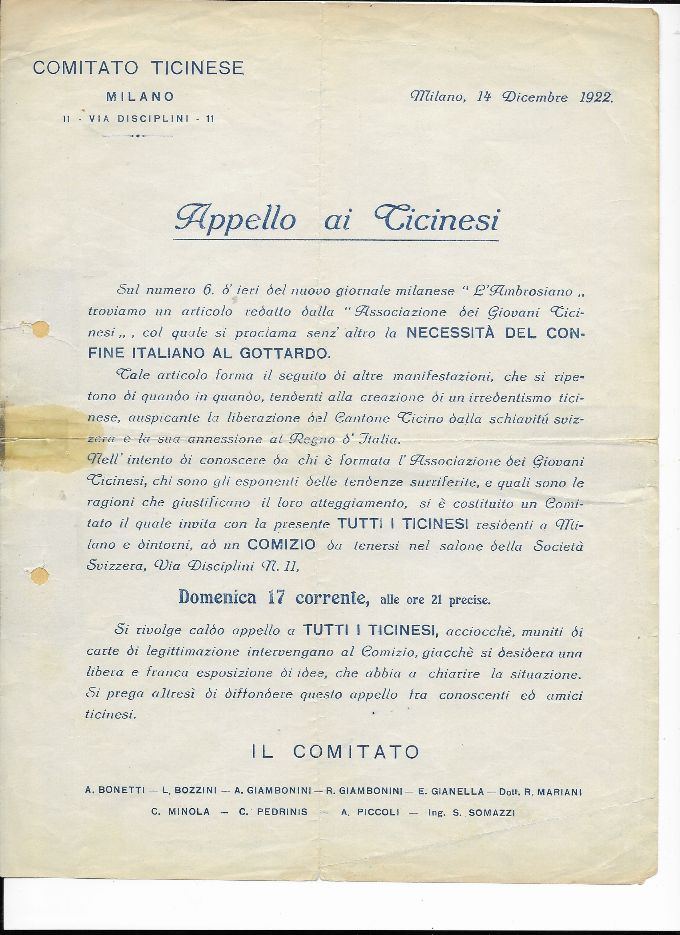 COMITATO TICINESE
MILANO
11 - VIA DISCIPLINI - 11
Milano, 14 Dicembre 1922.
Appello ai Ticinesi
Sul numero 6. d' ieri del nuovo giornale milanese “ L'Ambrosiano „
troviamo un articolo redatto dalla “ Associazione dei Giovani Tici-
nesi „ , col quale si proclama senz' altro la NECESSITÀ DEL CON-
FINE ITALIANO AL GOTTARDO.
Tale articolo forma il seguito di altre manifestazioni, che si ripe-
tono di quando in quando, tendenti alla creazione di un irredentismo tici-
nese, auspicante la liberazione del Cantone Ticino dalla schiavitú sviz-
zera e la sua annessione al Regno d' Italia.
Nell' intento di conoscere da chi è formata l' Associazione dei Giovani
Ticinesi, chi sono gli esponenti delle tendenze surriferite, e quali sono le
ragioni che giustificano il loro atteggiamento, si è costituito un Comi-
tato il quale invita con la presente TUTTI I TICINESI residenti a Mi-
lano e dintorni, ad un COMIZIO da tenersi nel salone della Società
Svizzera, Via Disciplini N. 11,
Domenica 17 corrente, alle ore 21 precise.
Si rivolge caldo appello a TUTTI I TICINESI, acciocchè, muniti di
carte di legittimazione intervengano al Comizio, giacchè si desidera una
libera e franca esposizione di idee, che abbia a chiarire la situazione.
Si prega altresì di diffondere questo appello fra conoscenti ed amici
ticinesi.
IL COMITATO
A. BONETTI — L. BOZZINI — A. GIAMBONINI — R. GIAMBONINI — E. GIANELLA — Dott. R. MARIANI
C. MINOLA — C. PEDRINIS — A. PICCOLI — Ing. S. SOMAZZI